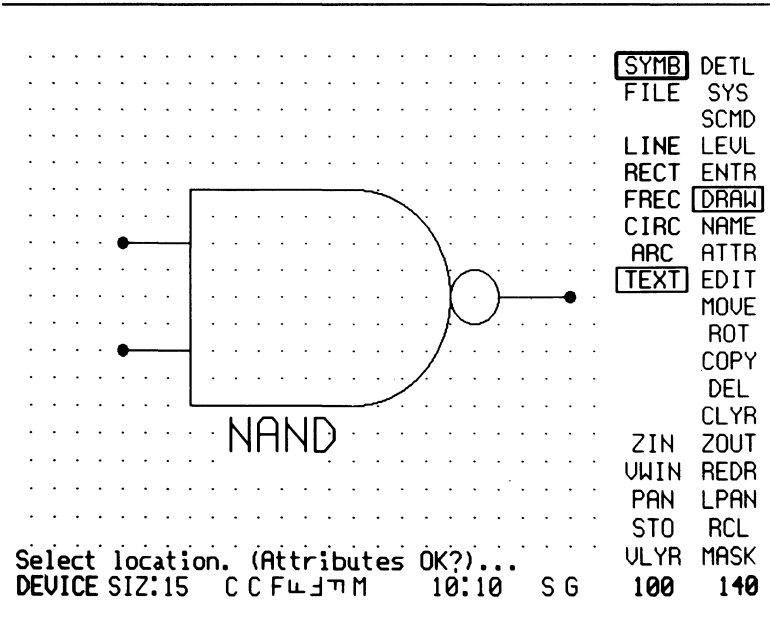 SYMB DETL
FILE SYS
SCMD
LINE LEVL
RECT ENTR
FREC DRAW
CIRC NAME
ARC ATTR
TEXT EDIT
MOVE
ROT
COPY
DEL
CLYR
NAND
ZIN ZOUT
VWIN REDR
PAN LPAN
STO RCL
Select location. (Attributes OK?)...
VLYR MASK
DEVICE SIZ:15 C C F M 10:10 S G 100 140